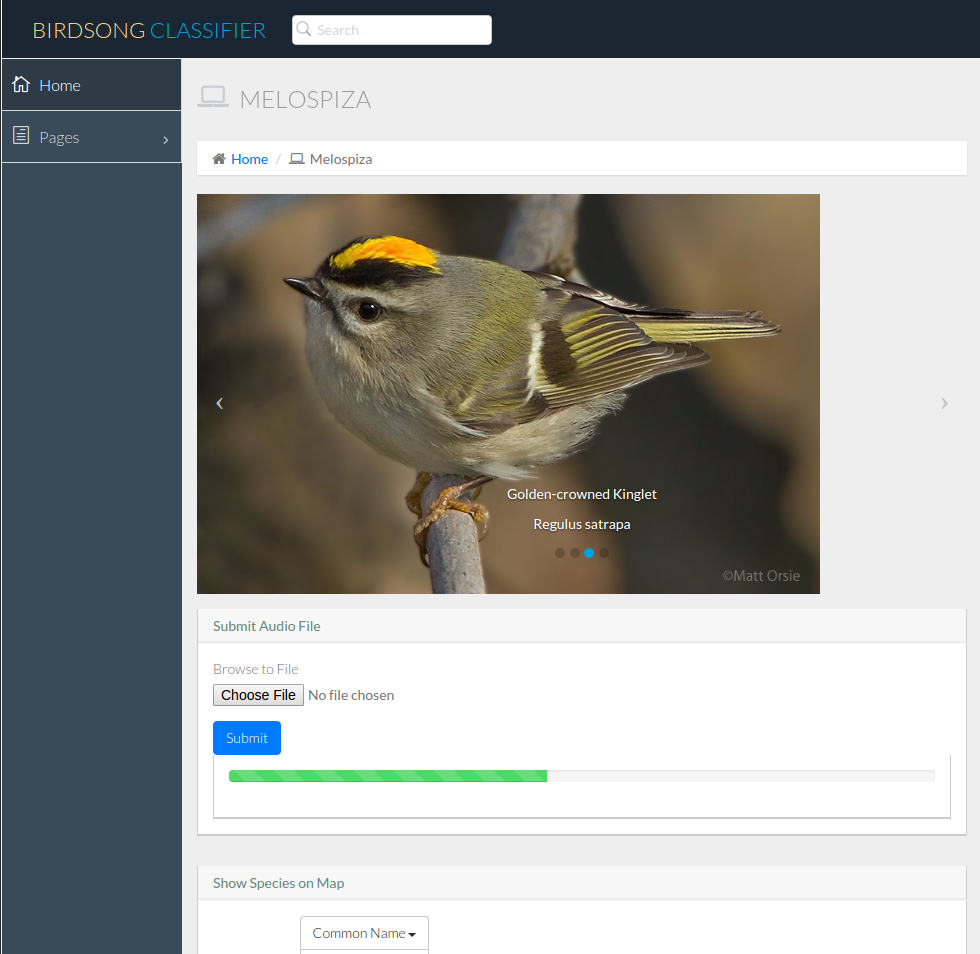 BIRDSONG CLASSIFIER
Search
Home
Pages
MELOSPIZA
Home / Melospiza
Golden-crowned Kinglet
Regulus satrapa
©Matt Orsie
Submit Audio File
Browse to File
Choose File No file chosen
Submit
Show Species on Map
Common Name